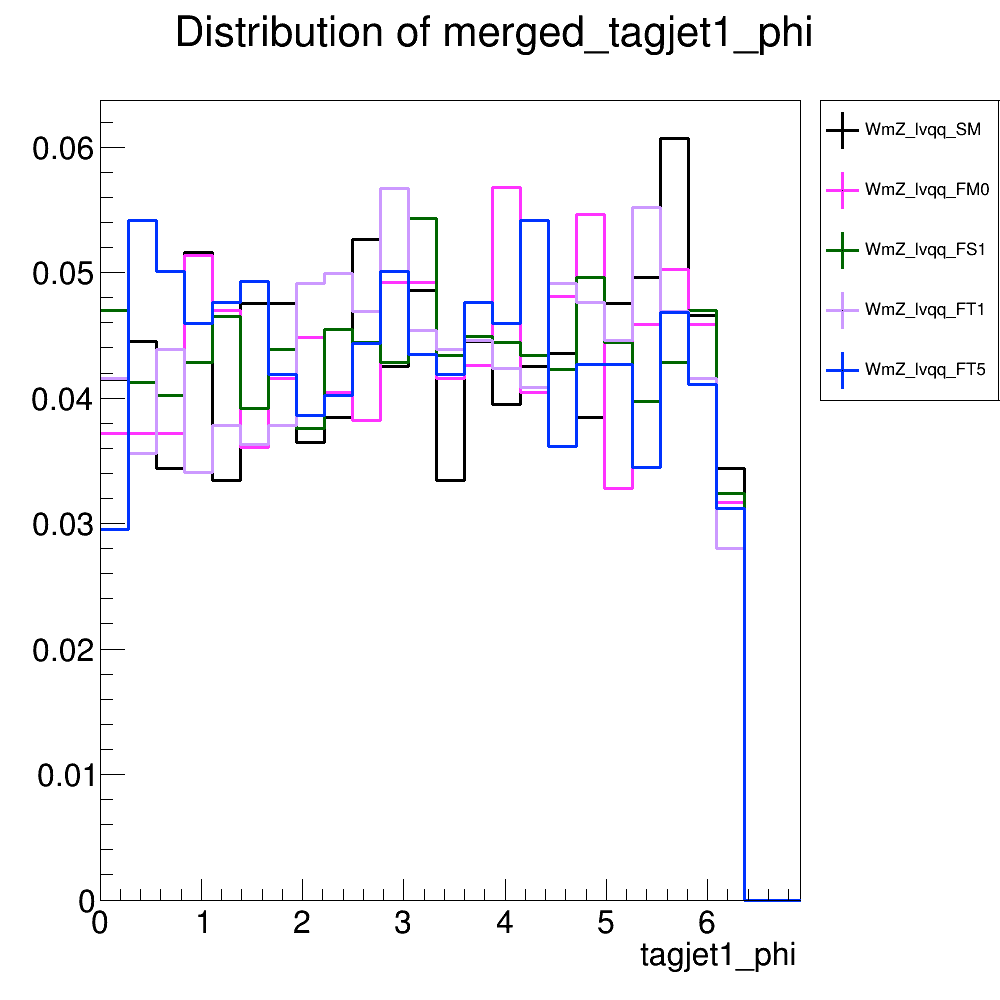 Distribution of merged_tagjet1_phi
0.06
0.05
0.04
0.03
0.02
0.01
0
0 1 2 3 4 5 6
tagjet1_phi
WmZ_lvqq_SM
WmZ_lvqq_FM0
WmZ_lvqq_FS1
WmZ_lvqq_FT1
WmZ_lvqq_FT5